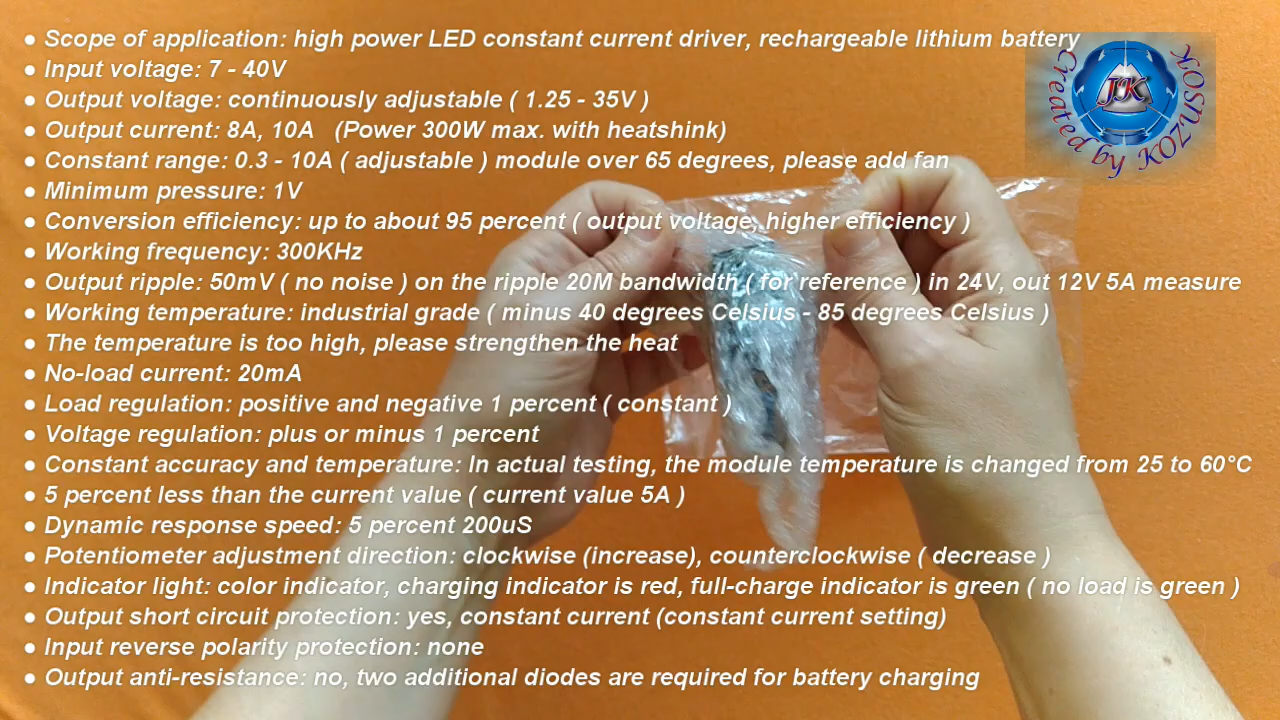 ● Scope of application: high power LED constant current driver, rechargeable lithium battery
● Input voltage: 7 - 40V
● Output voltage: continuously adjustable ( 1.25 - 35V )
● Output current: 8A, 10A   (Power 300W max. with heatshink)
● Constant range: 0.3 - 10A ( adjustable ) module over 65 degrees, please add fan
● Minimum pressure: 1V
● Conversion efficiency: up to about 95 percent ( output voltage, higher efficiency )
● Working frequency: 300KHz
● Output ripple: 50mV ( no noise ) on the ripple 20M bandwidth ( for reference ) in 24V, out 12V 5A measure
● Working temperature: industrial grade ( minus 40 degrees Celsius - 85 degrees Celsius )
● The temperature is too high, please strengthen the heat
● No-load current: 20mA
● Load regulation: positive and negative 1 percent ( constant )
● Voltage regulation: plus or minus 1 percent
● Constant accuracy and temperature: In actual testing, the module temperature is changed from 25 to 60°C
● 5 percent less than the current value ( current value 5A )
● Dynamic response speed: 5 percent 200uS
● Potentiometer adjustment direction: clockwise (increase), counterclockwise ( decrease )
● Indicator light: color indicator, charging indicator is red, full-charge indicator is green ( no load is green )
● Output short circuit protection: yes, constant current (constant current setting)
● Input reverse polarity protection: none
● Output anti-resistance: no, two additional diodes are required for battery charging
JK
Created by KOZUSOK